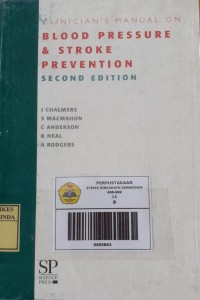 CLINICIAN'S MANUAL ON
BLOOD PRESSURE
& STROKE
PREVENTION
SECOND EDITION
J CHALMERS
S MACMAHON
C ANDERSON
B NEAL
A RODGERS
PERPUSTAKAAN
SP
SCIENCE
PRESS